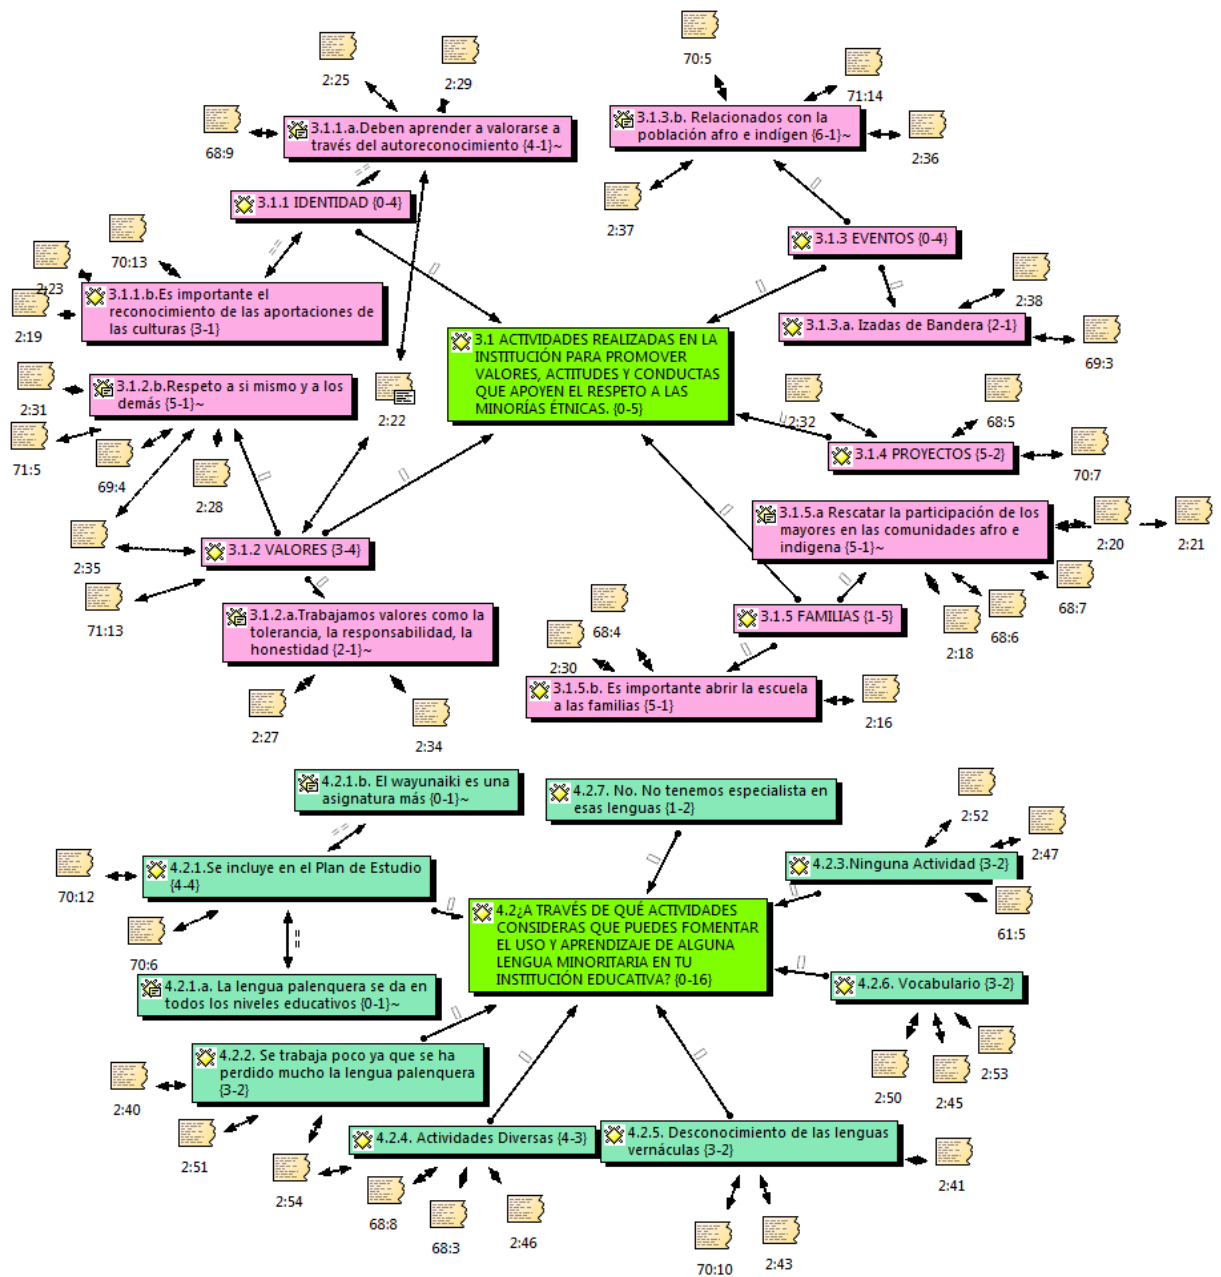 2:25
2:29
70:5
71:14
68:9
3.1.1.a.Deben aprender a valorarse a
través del autoreconocimiento {4-1}~
3.1.3.b. Relacionados con la
población afro e indígen {6-1}~
2:36
3.1.1 IDENTIDAD {0-4}
2:37
70:13
3.1.3 EVENTOS {0-4}
2:23
3.1.1.b.Es importante el
reconocimiento de las aportaciones de
las culturas {3-1}
2:38
2:19
3.1.3.a. Izadas de Bandera {2-1}
69:3
3.1 ACTIVIDADES REALIZADAS EN LA
INSTITUCIÓN PARA PROMOVER
VALORES, ACTITUDES Y CONDUCTAS
QUE APOYEN EL RESPETO A LAS
MINORÍAS ÉTNICAS. {0-5}
3.1.2.b.Respeto a si mismo y a los
demás {5-1}~
2:31
2:22
2:32
68:5
71:5
69:4
3.1.4 PROYECTOS {5-2}
70:7
2:28
3.1.5.a Rescatar la participación de los
mayores en las comunidades afro e
indigena {5-1}~
2:20
2:21
3.1.2 VALORES {3-4}
2:35
68:7
71:13
3.1.2.a.Trabajamos valores como la
tolerancia, la responsabilidad, la
honestidad {2-1}~
3.1.5 FAMILIAS {1-5}
68:4
68:6
2:18
2:30
3.1.5.b. Es importante abrir la escuela
a las familias {5-1}
2:16
2:27
2:34
4.2.1.b. El wayunaiki es una
asignatura más {0-1}~
4.2.7. No. No tenemos especialista en
esas lenguas {1-2}
2:52
2:47
4.2.1.Se incluye en el Plan de Estudio
{4-4}
4.2.3.Ninguna Actividad {3-2}
70:12
4.2¿A TRAVÉS DE QUÉ ACTIVIDADES
CONSIDERAS QUE PUEDES FOMENTAR
EL USO Y APRENDIZAJE DE ALGUNA
LENGUA MINORITARIA EN TU
INSTITUCIÓN EDUCATIVA? {0-16}
61:5
70:6
4.2.1.a. La lengua palenquera se da en
todos los niveles educativos {0-1}~
4.2.6. Vocabulario {3-2}
4.2.2. Se trabaja poco ya que se ha
perdido mucho la lengua palenquera
{3-2}
2:53
2:50
2:45
2:40
4.2.4. Actividades Diversas {4-3}
4.2.5. Desconocimiento de las lenguas
vernáculas {3-2}
2:51
2:41
2:54
68:8
68:3
2:46
70:10
2:43